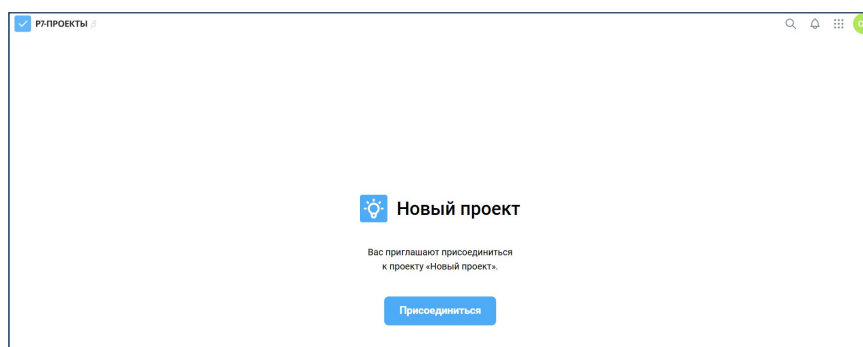 Р7-ПРОЕКТЫ β
Новый проект
Вас приглашают присоединиться
к проекту «Новый проект».
Присоединиться